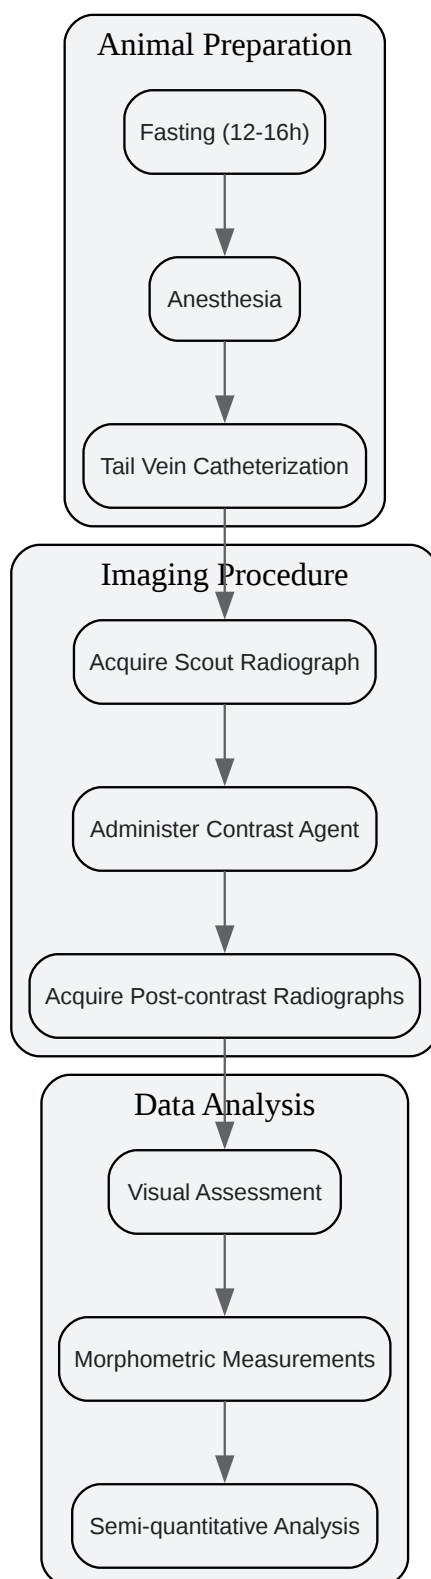 Animal Preparation
Fasting (12-16h)
Anesthesia
Tail Vein Catheterization
Imaging Procedure
Acquire Scout Radiograph
Administer Contrast Agent
Acquire Post-contrast Radiographs
Data Analysis
Visual Assessment
Morphometric Measurements
Semi-quantitative Analysis